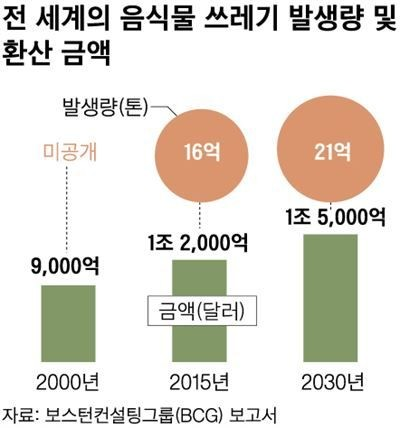 전 세계의 음식물 쓰레기 발생량 및
환산 금액
발생량(톤)
미공개
16억
21억
9,000억
1조 2,000억
1조 5,000억
금액(달러)
2000년
2015년
2030년
자료: 보스턴컨설팅그룹(BCG) 보고서